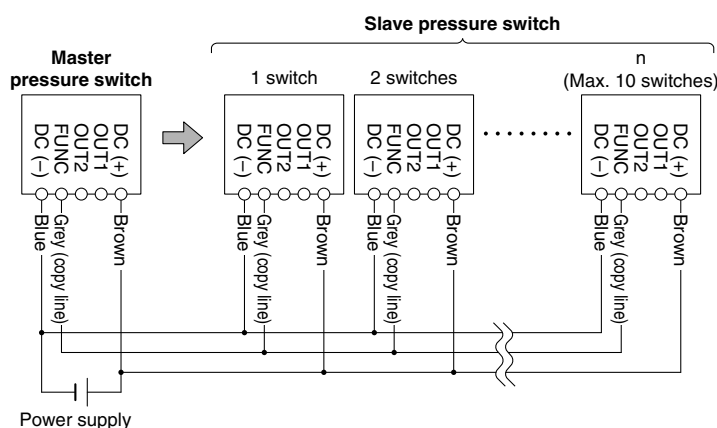 Slave pressure switch
Master
pressure switch
1 switch
2 switches
n
(Max. 10 switches)
DC (−)
FUNC
OUT2
OUT1
DC (+)
DC (−)
FUNC
OUT2
OUT1
DC (+)
DC (−)
FUNC
OUT2
OUT1
DC (+)
DC (−)
FUNC
OUT2
OUT1
DC (+)
Blue
Grey (copy line)
Brown
Blue
Grey (copy line)
Brown
Blue
Grey (copy line)
Brown
Blue
Grey (copy line)
Brown
Power supply